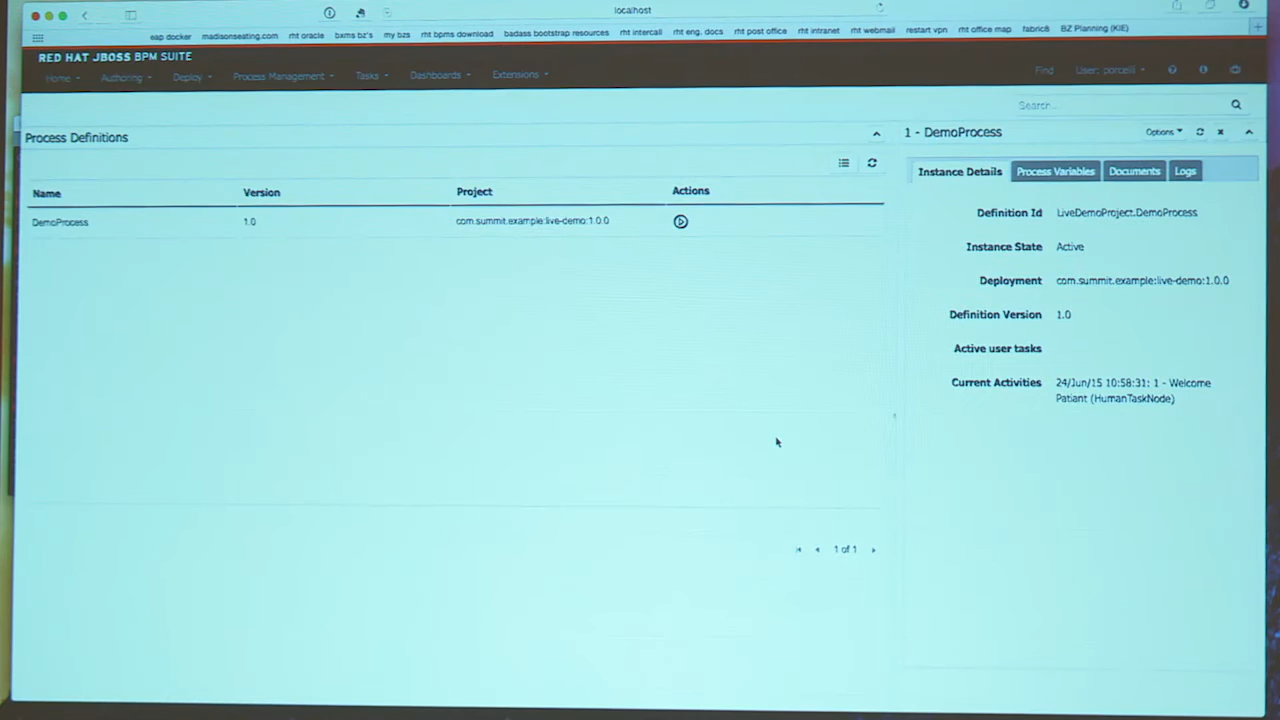 localhost
eap docker madisonseating.com rht oracle bxms bz's my bzs rht bpms download badass bootstrap resources rht intercall rht eng. docs rht post office rht intranet rht webmail restart vpn rht office map fabric8 BZ Planning (KIE)
RED HAT JBOSS BPM SUITE
Home Authoring Deploy Process Management Tasks Dashboards Extensions Find User: porcelli
Search...
Process Definitions
Name Version Project Actions
DemoProcess 1.0 com.summit.example:live-demo:1.0.0
1 of 1
1 - DemoProcess Options
Instance Details Process Variables Documents Logs
Definition Id LiveDemoProject.DemoProcess
Instance State Active
Deployment com.summit.example:live-demo:1.0.0
Definition Version 1.0
Active user tasks
Current Activities 24/Jun/15 10:58:31: 1 - Welcome
Patiant (HumanTaskNode)